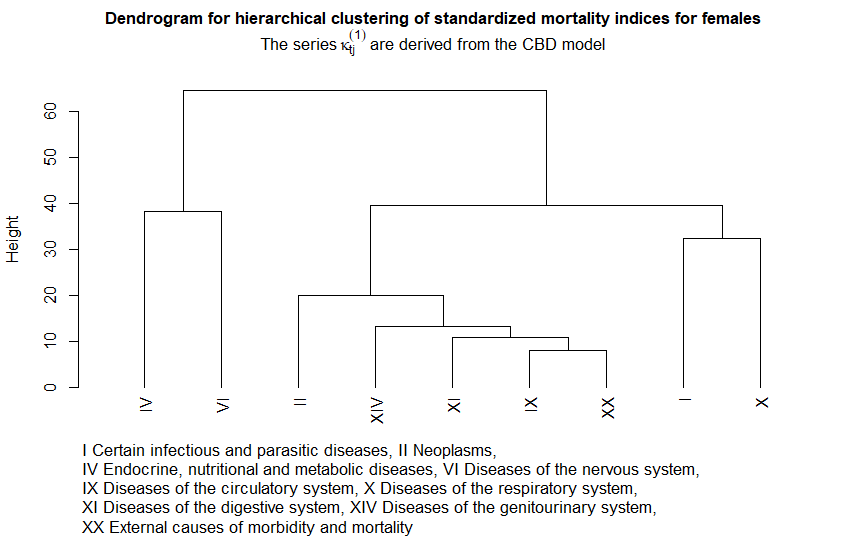 Dendrogram for hierarchical clustering of standardized mortality indices for females
The series κtj(1) are derived from the CBD model
Height
60
50
40
30
20
10
0
IV VI II XIV XI IX XX I X
I Certain infectious and parasitic diseases, II Neoplasms,
IV Endocrine, nutritional and metabolic diseases, VI Diseases of the nervous system,
IX Diseases of the circulatory system, X Diseases of the respiratory system,
XI Diseases of the digestive system, XIV Diseases of the genitourinary system,
XX External causes of morbidity and mortality